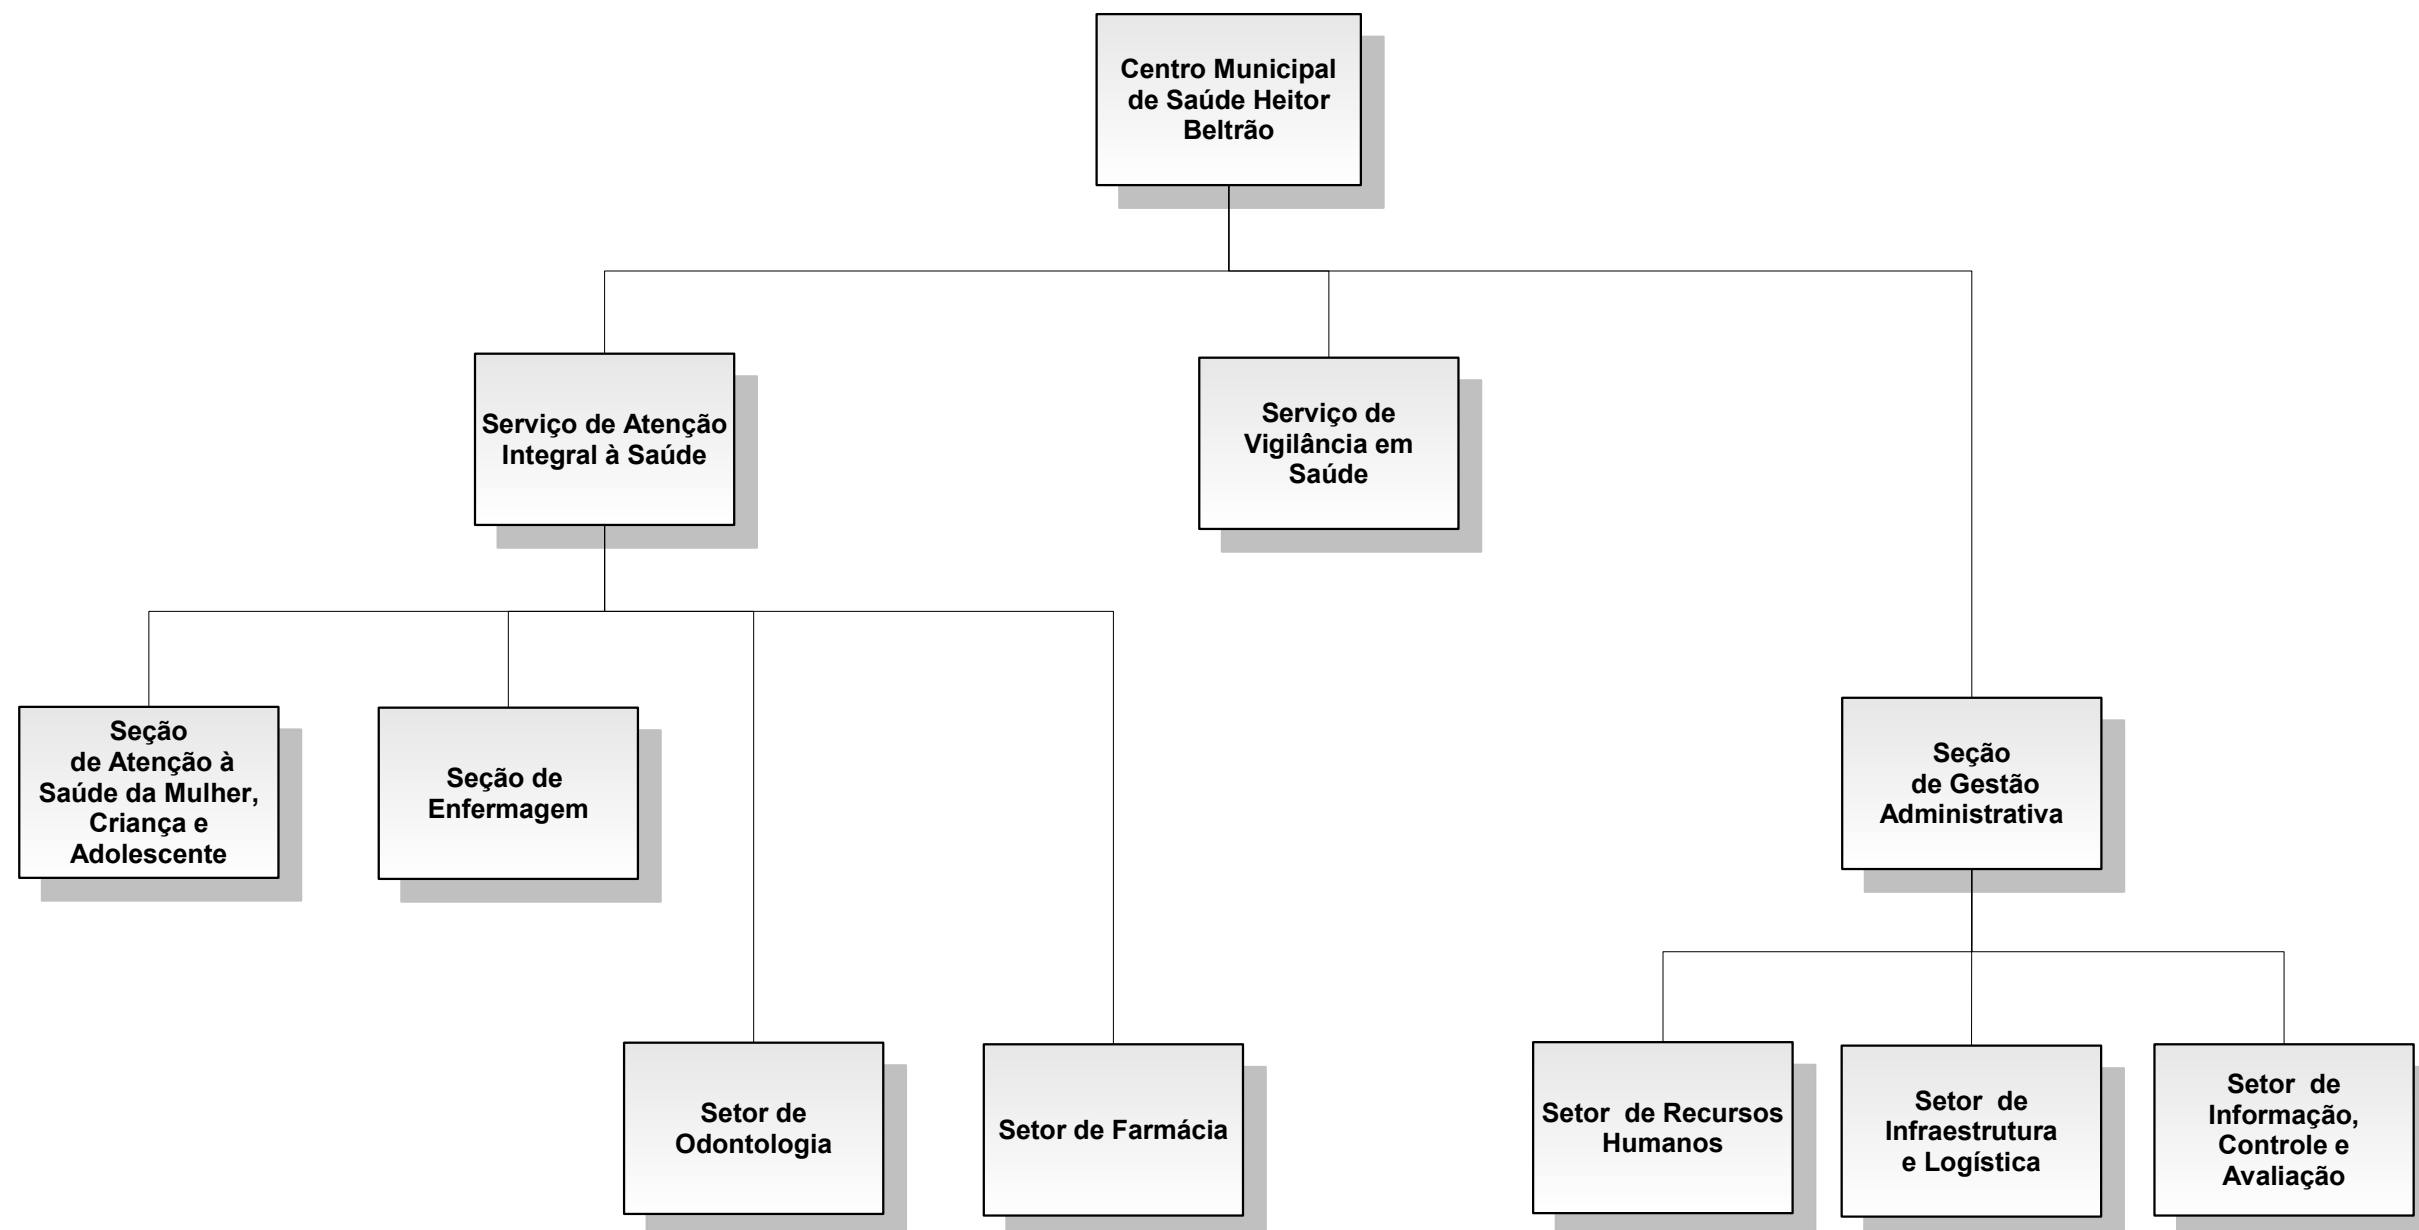 Centro Municipal
de Saúde Heitor
Beltrão
Serviço de Atenção
Integral à Saúde
Serviço de
Vigilância em
Saúde
Seção
de Atenção à
Saúde da Mulher,
Criança e
Adolescente
Seção de
Enfermagem
Seção
de Gestão
Administrativa
Setor de
Odontologia
Setor de Farmácia
Setor de Recursos
Humanos
Setor de
Infraestrutura
e Logística
Setor de
Informação,
Controle e
Avaliação